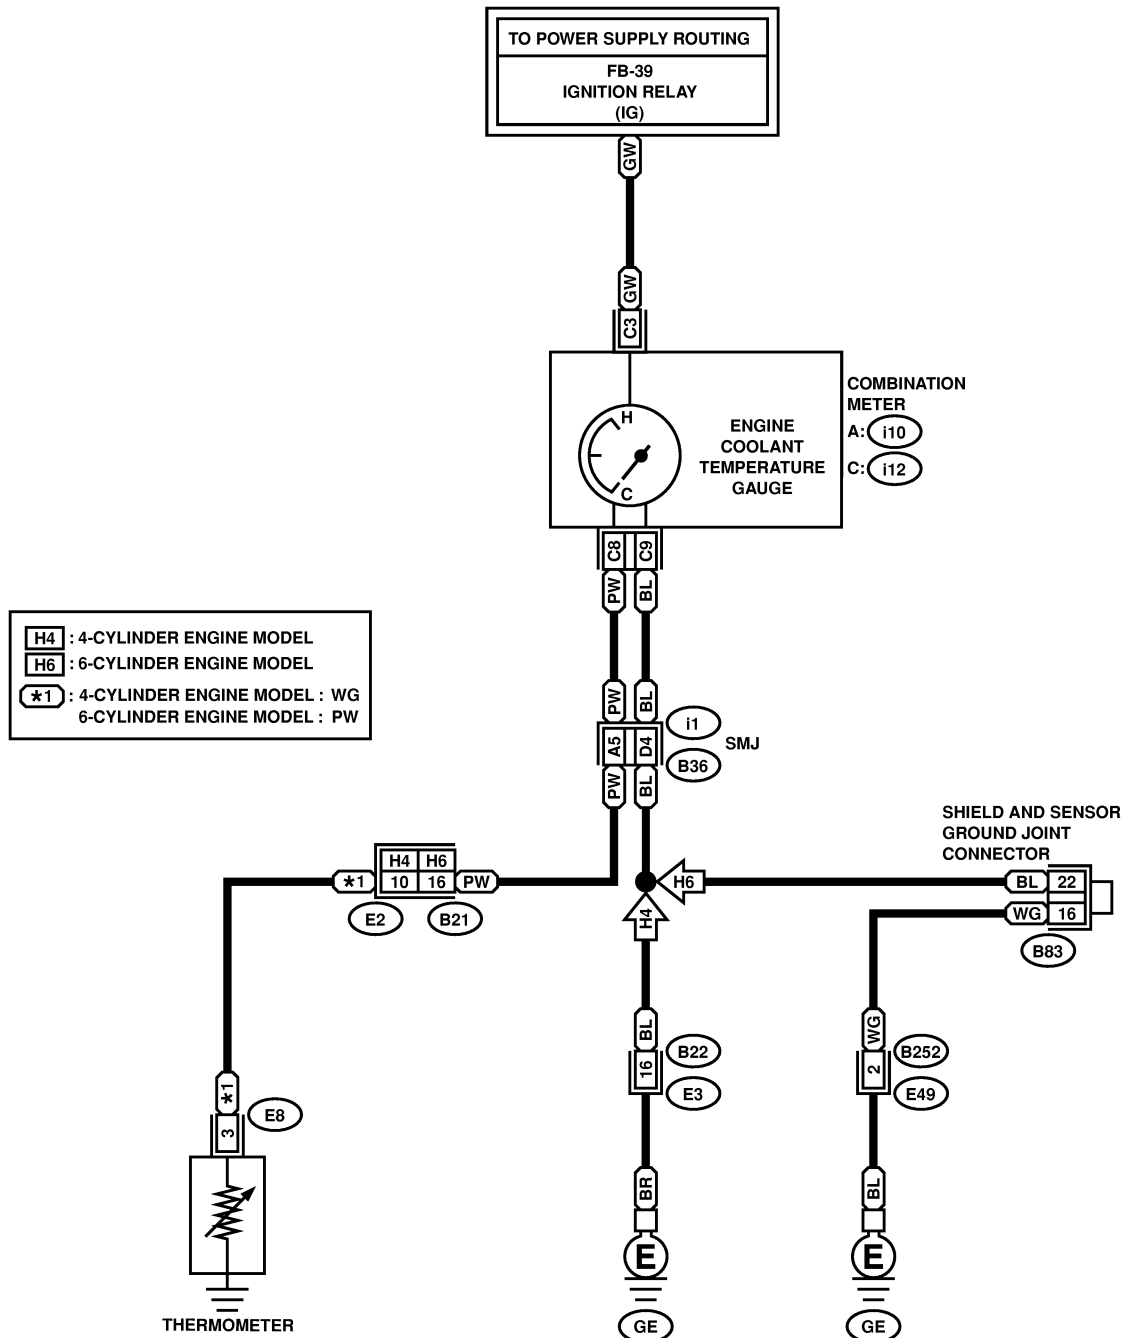 TO POWER SUPPLY ROUTING
FB-39
IGNITION RELAY
(IG)
GW
GW
C3
COMBINATION
METER
A: i10
C: i12
H
C
ENGINE
COOLANT
TEMPERATURE
GAUGE
C8 C9
PW BL
H4 : 4-CYLINDER ENGINE MODEL
H6 : 6-CYLINDER ENGINE MODEL
*1 : 4-CYLINDER ENGINE MODEL : WG
6-CYLINDER ENGINE MODEL : PW
PW BL
i1
A5 D4
SMJ
B36
PW BL
SHIELD AND SENSOR
GROUND JOINT
CONNECTOR
H4 H6
*1 10 16 PW
E2 B21
H6
BL 22
WG 16
B83
H4
BL
B22
16
E3
WG
B252
2
E49
*1
E8
3
BR
BL
E
E
THERMOMETER
GE
GE